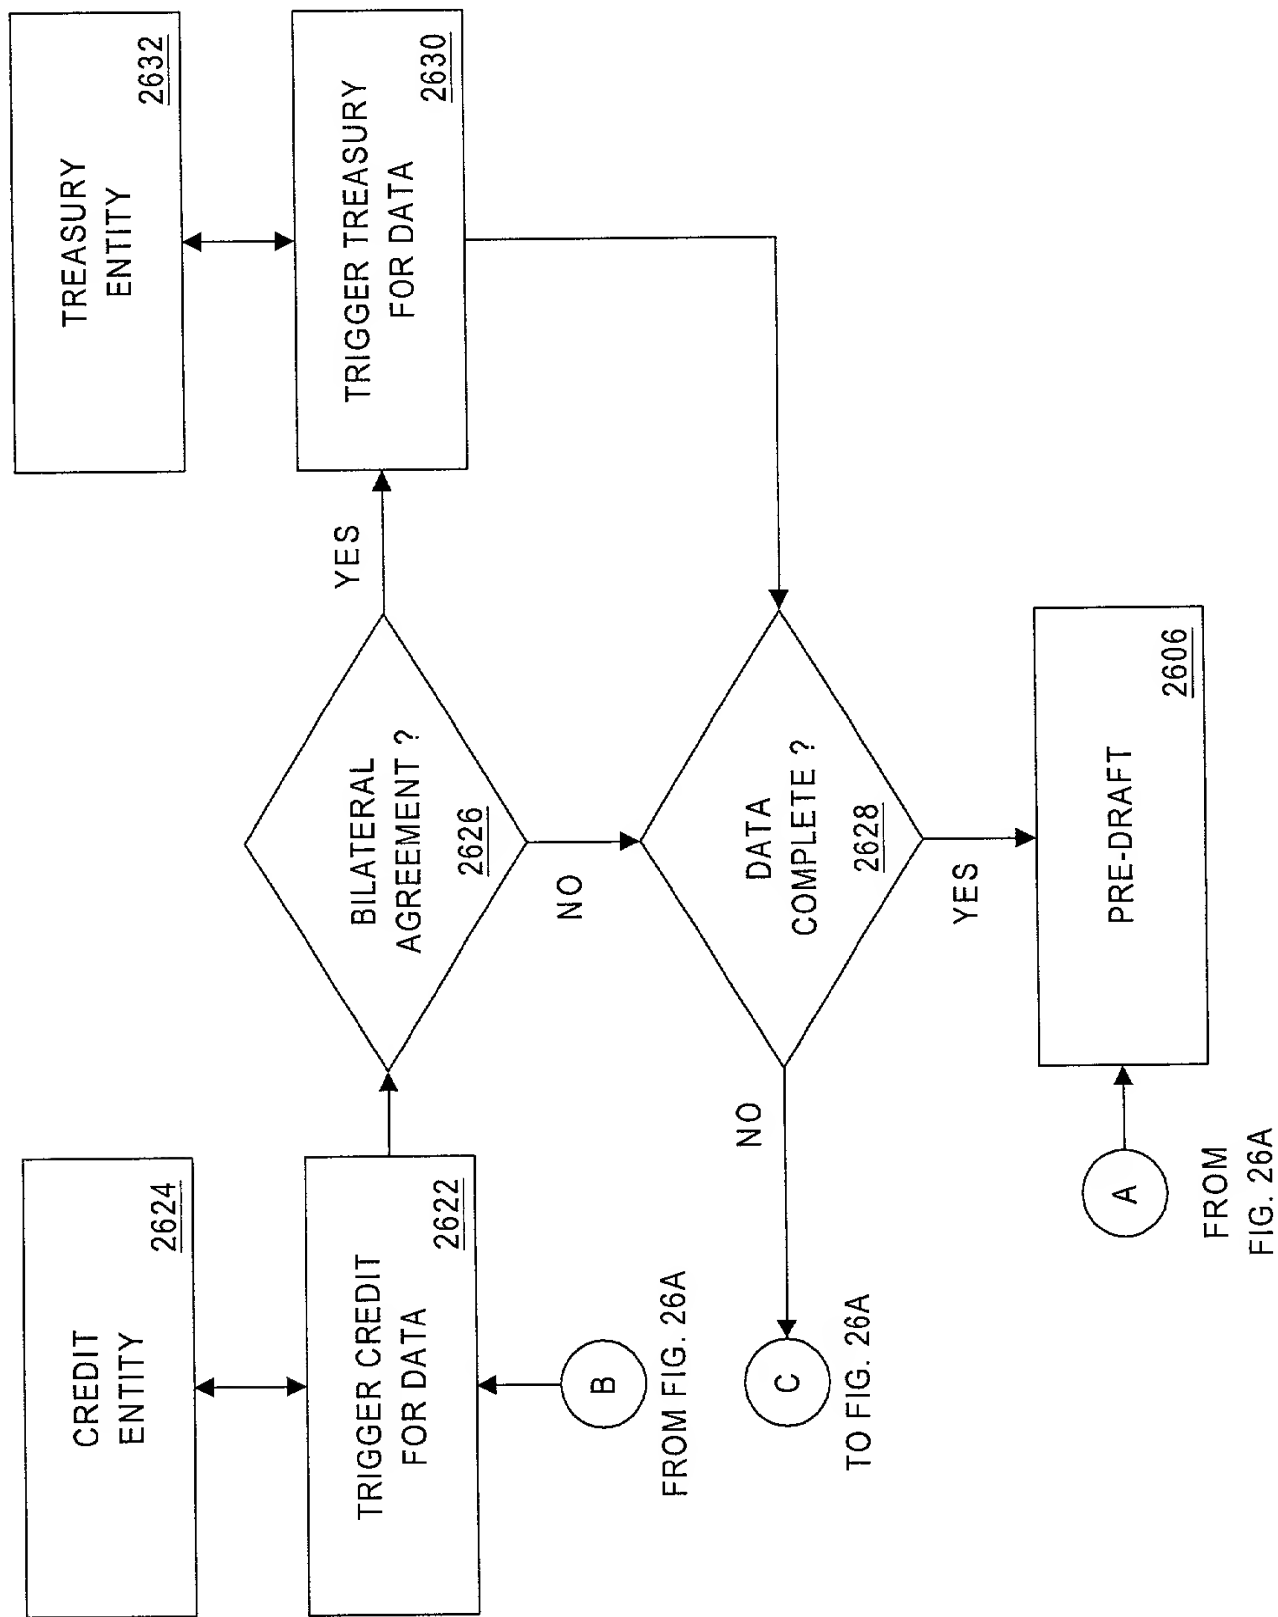 CREDIT
ENTITY
2624
TREASURY
ENTITY
2632
TRIGGER CREDIT
FOR DATA
2622
BILATERAL
AGREEMENT ?
2626
YES
TRIGGER TREASURY
FOR DATA
2630
B
FROM FIG. 26A
NO
C
TO FIG. 26A
NO
DATA
COMPLETE ?
2628
YES
A
FROM
FIG. 26A
PRE-DRAFT
2606